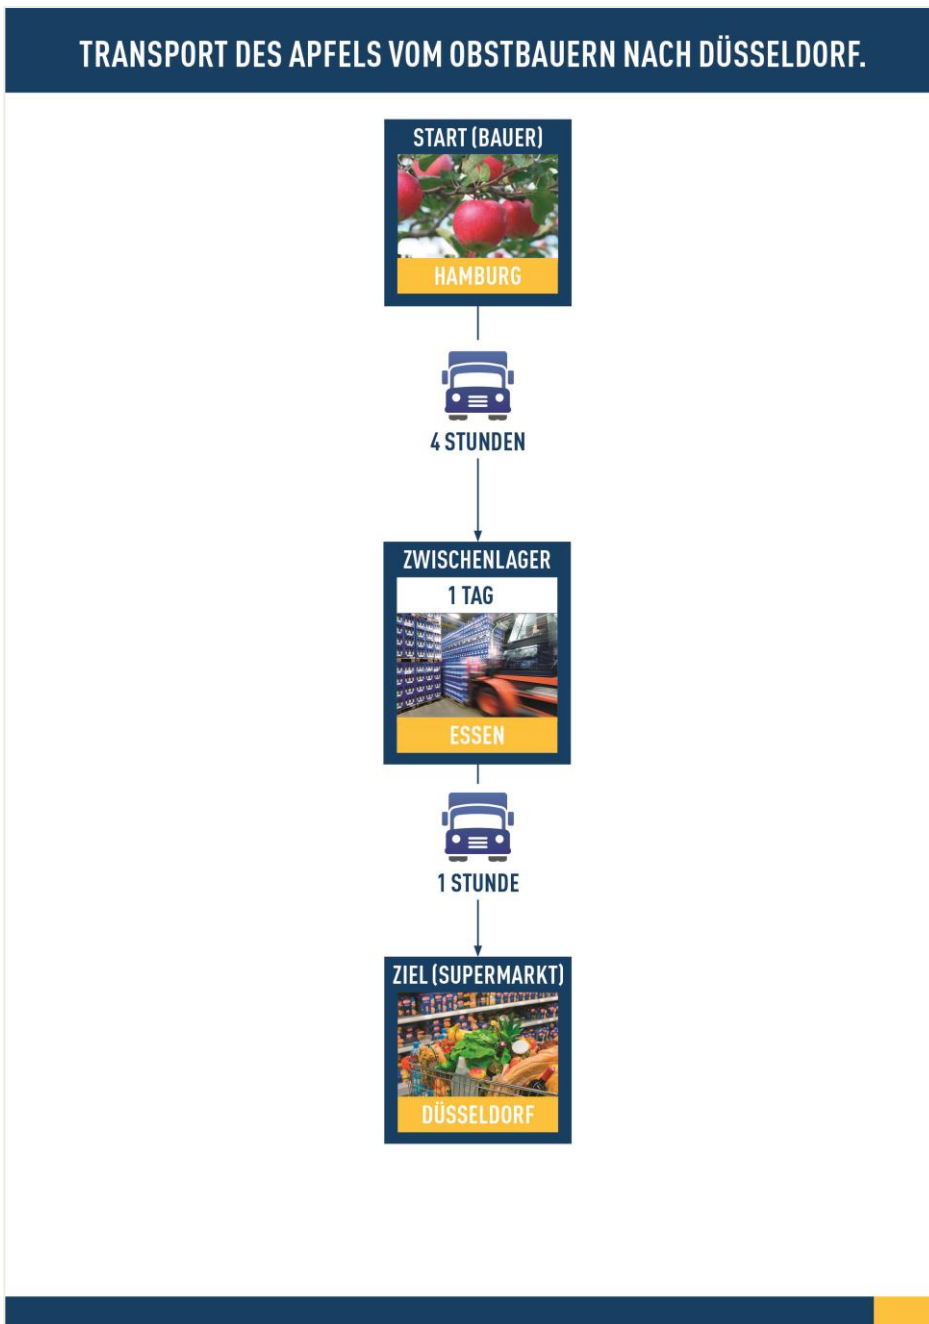 TRANSPORT DES APFELS VOM OBSTBAUERN NACH DÜSSELDORF.
START (BAUER)
HAMBURG
4 STUNDEN
ZWISCHENLAGER
1 TAG
ESSEN
1 STUNDE
ZIEL (SUPERMARKT)
DÜSSELDORF